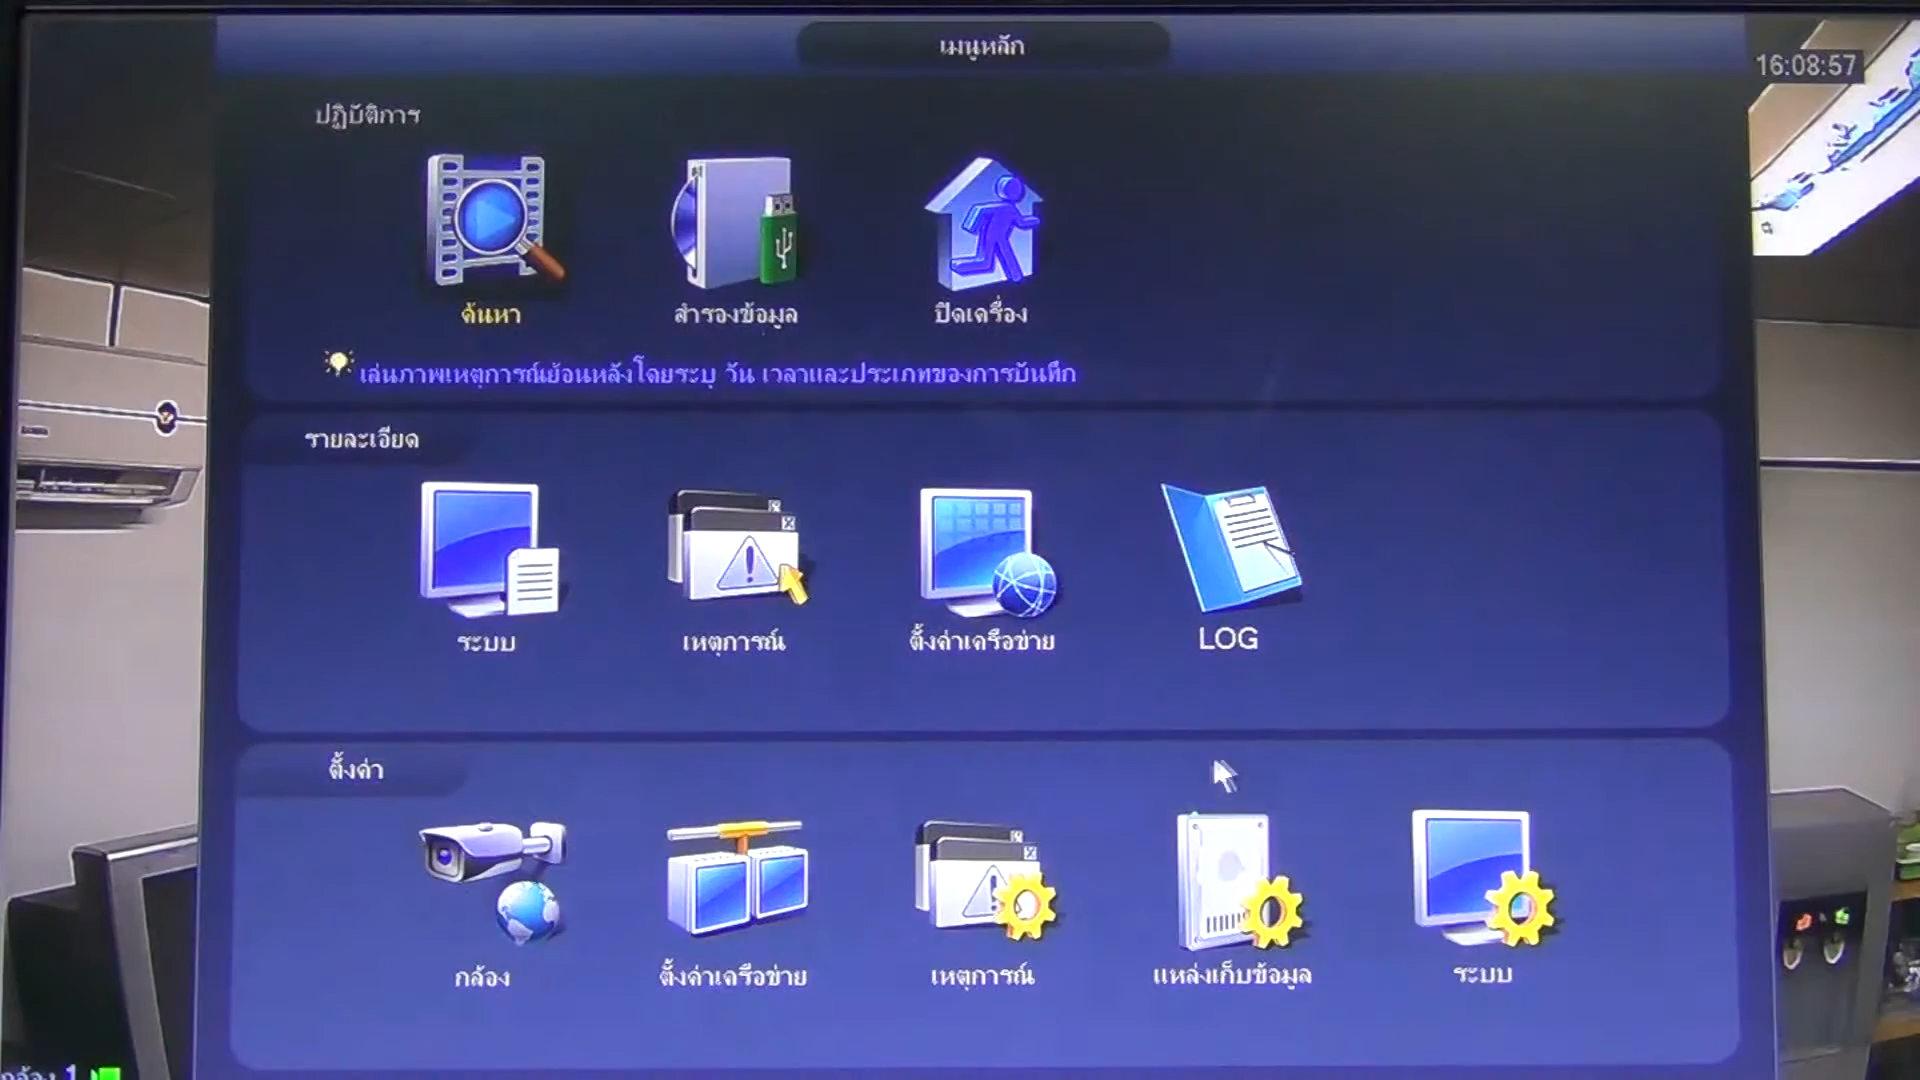 เมนูหลัก
16:08:57
ปฏิบัติการ
ค้นหา
สำรองข้อมูล
ปิดเครื่อง
เล่นภาพเหตุการณ์ย้อนหลังโดยระบุ วัน เวลาและประเภทของการบันทึก
รายละเอียด
ระบบ
เหตุการณ์
ตั้งค่าเครือข่าย
LOG
ตั้งค่า
กล้อง
ตั้งค่าเครือข่าย
เหตุการณ์
แหล่งเก็บข้อมูล
ระบบ
กล้อง 1